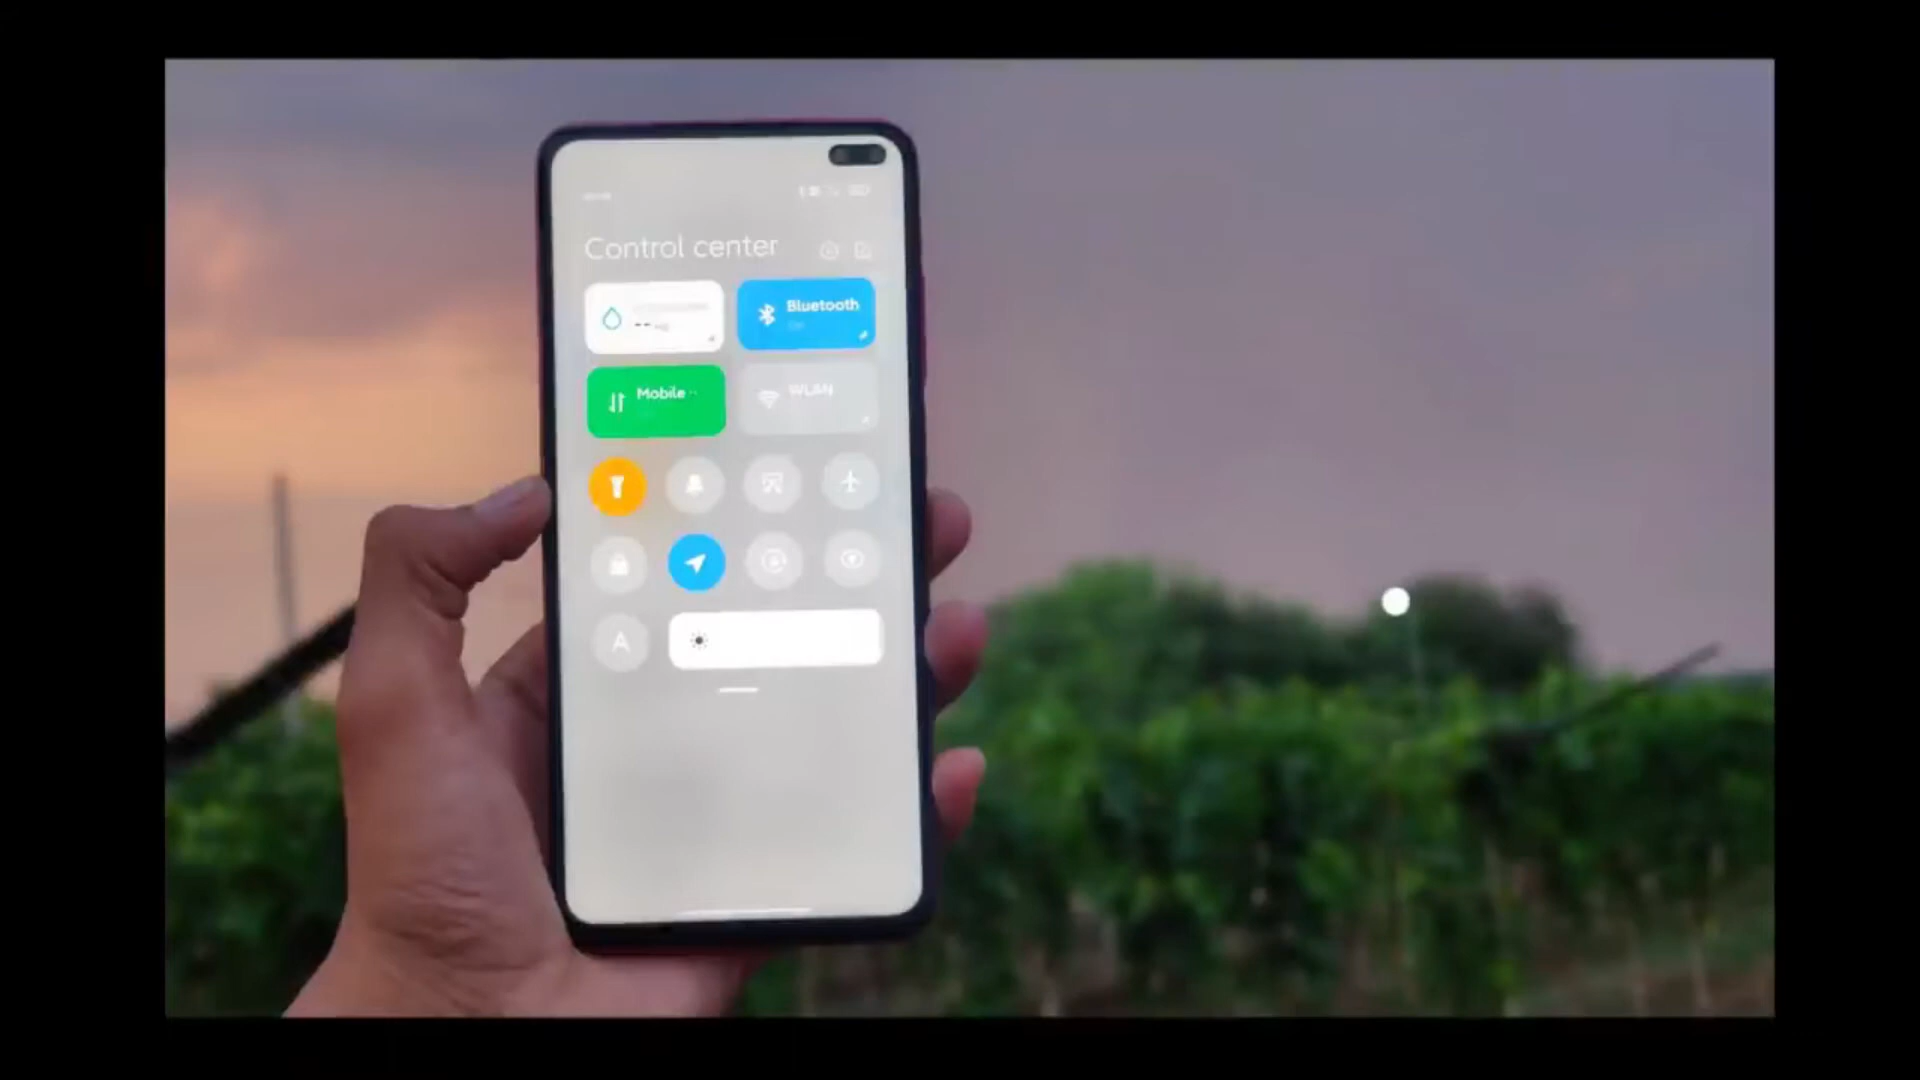 Control center
Bluetooth
Mobile ··
WLAN
A